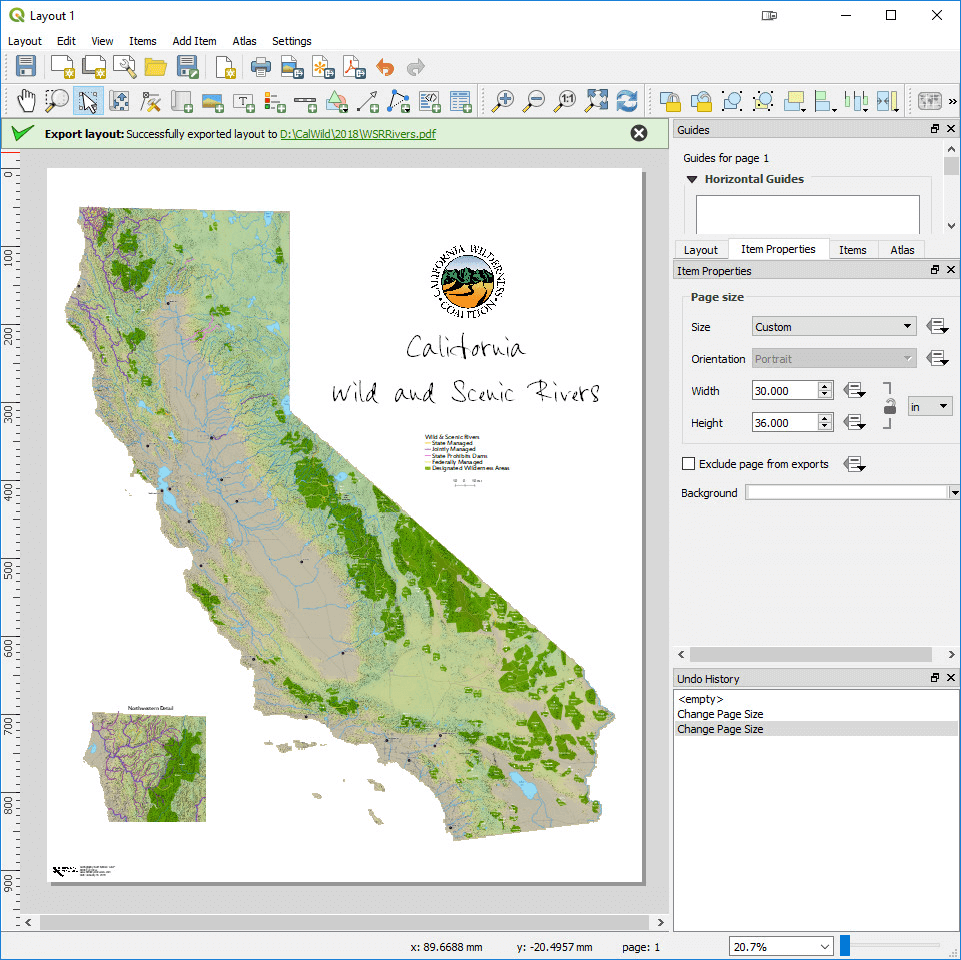 Layout 1
Layout Edit View Items Add Item Atlas Settings
Export layout: Successfully exported layout to D:\CalWild\2018\WSRRivers.pdf
0
100
200
300
400
500
600
700
800
900
CALIFORNIA WILDERNESS COALITION
California
Wild and Scenic Rivers
Wild & Scenic Rivers
State Managed
Jointly Managed
State Prohibits Dams
Federally Managed
Designated Wilderness Areas
Northwestern Detail
Guides
Guides for page 1
Horizontal Guides
Layout Item Properties Items Atlas
Item Properties
Page size
Size Custom
Orientation Portrait
Width 30.000
in
Height 36.000
Exclude page from exports
Background
Undo History
<empty>
Change Page Size
Change Page Size
x: 89.6688 mm y: -20.4957 mm page: 1 20.7%